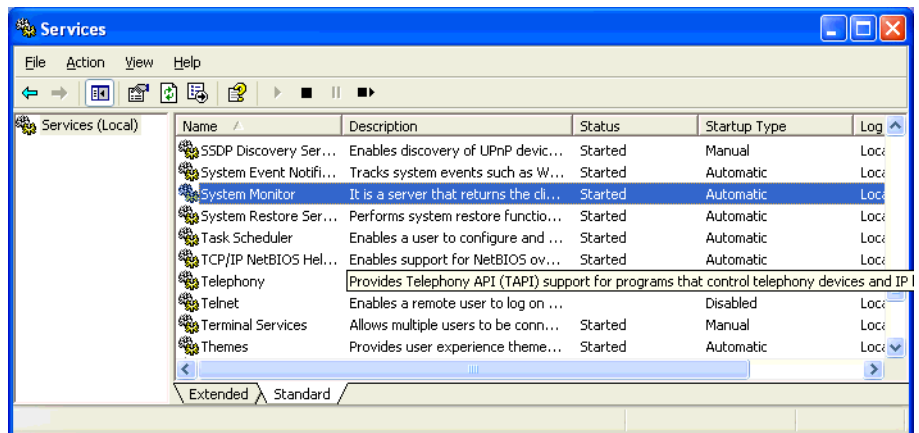 Services
File Action View Help
Services (Local)
Name Description Status Startup Type Log
SSDP Discovery Ser... Enables discovery of UPnP devic... Started Manual Loca
System Event Notifi... Tracks system events such as W... Started Automatic Loca
System Monitor It is a server that returns the cli... Started Automatic Loca
System Restore Ser... Performs system restore functio... Started Automatic Loca
Task Scheduler Enables a user to configure and ... Started Automatic Loca
TCP/IP NetBIOS Hel... Enables support for NetBIOS ov... Started Automatic Loca
Telephony Provides Telephony API (TAPI) support for programs that control telephony devices and IP
Telnet Enables a remote user to log on ... Disabled Loca
Terminal Services Allows multiple users to be conn... Started Manual Loca
Themes Provides user experience theme... Started Automatic Loca
Extended Standard